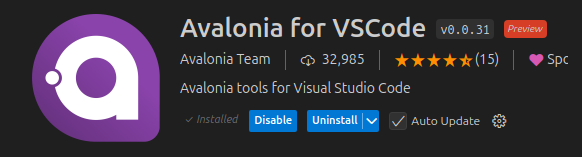 Avalonia for VSCode v0.0.31 Preview
Avalonia Team 32,985 (15)
Avalonia tools for Visual Studio Code
Installed Disable Uninstall Auto Update